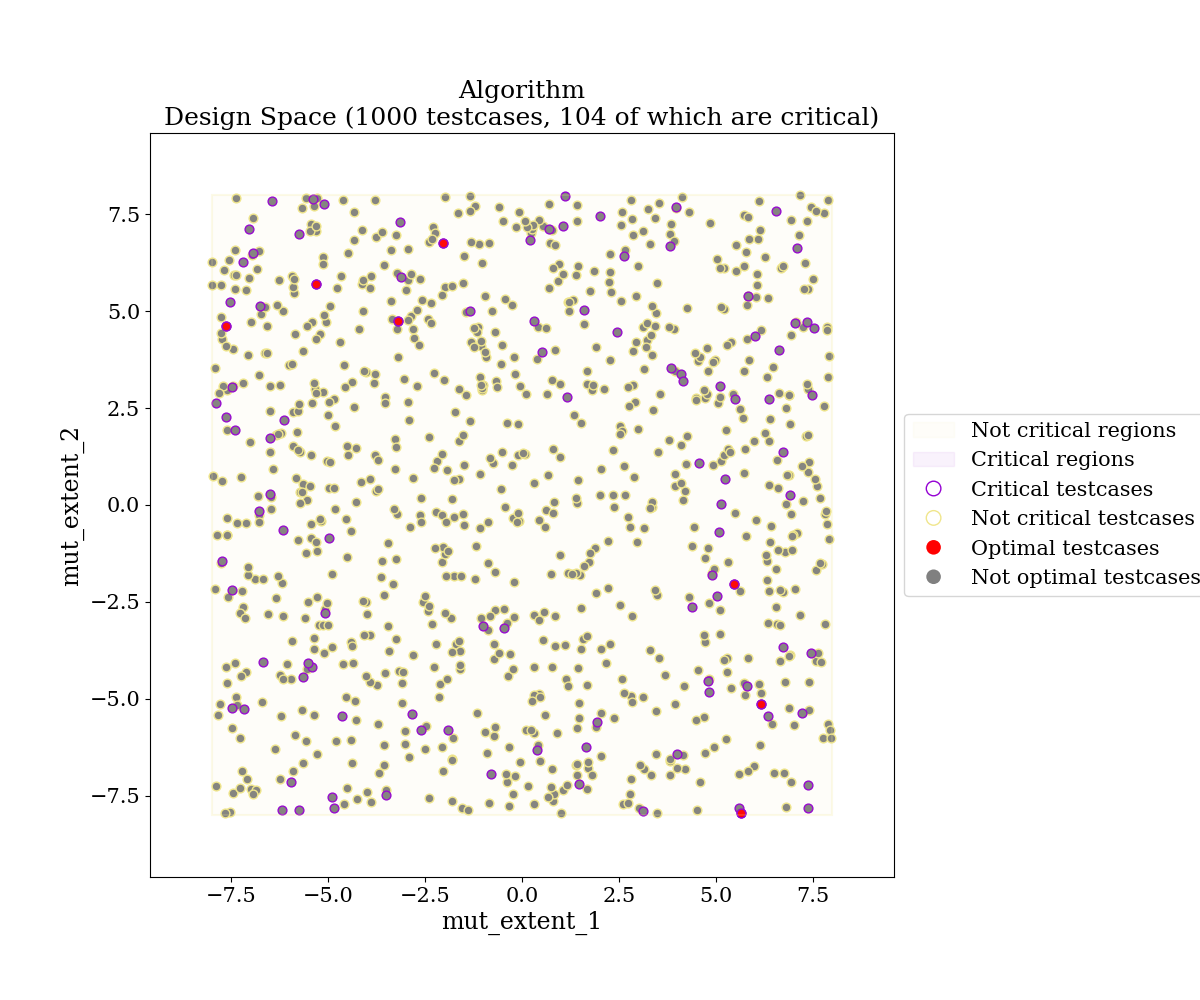 Algorithm
Design Space (1000 testcases, 104 of which are critical)
7.5
5.0
2.5
0.0
−2.5
−5.0
−7.5
mut_extent_2
−7.5 −5.0 −2.5 0.0 2.5 5.0 7.5
mut_extent_1
Not critical regions
Critical regions
Critical testcases
Not critical testcases
Optimal testcases
Not optimal testcases